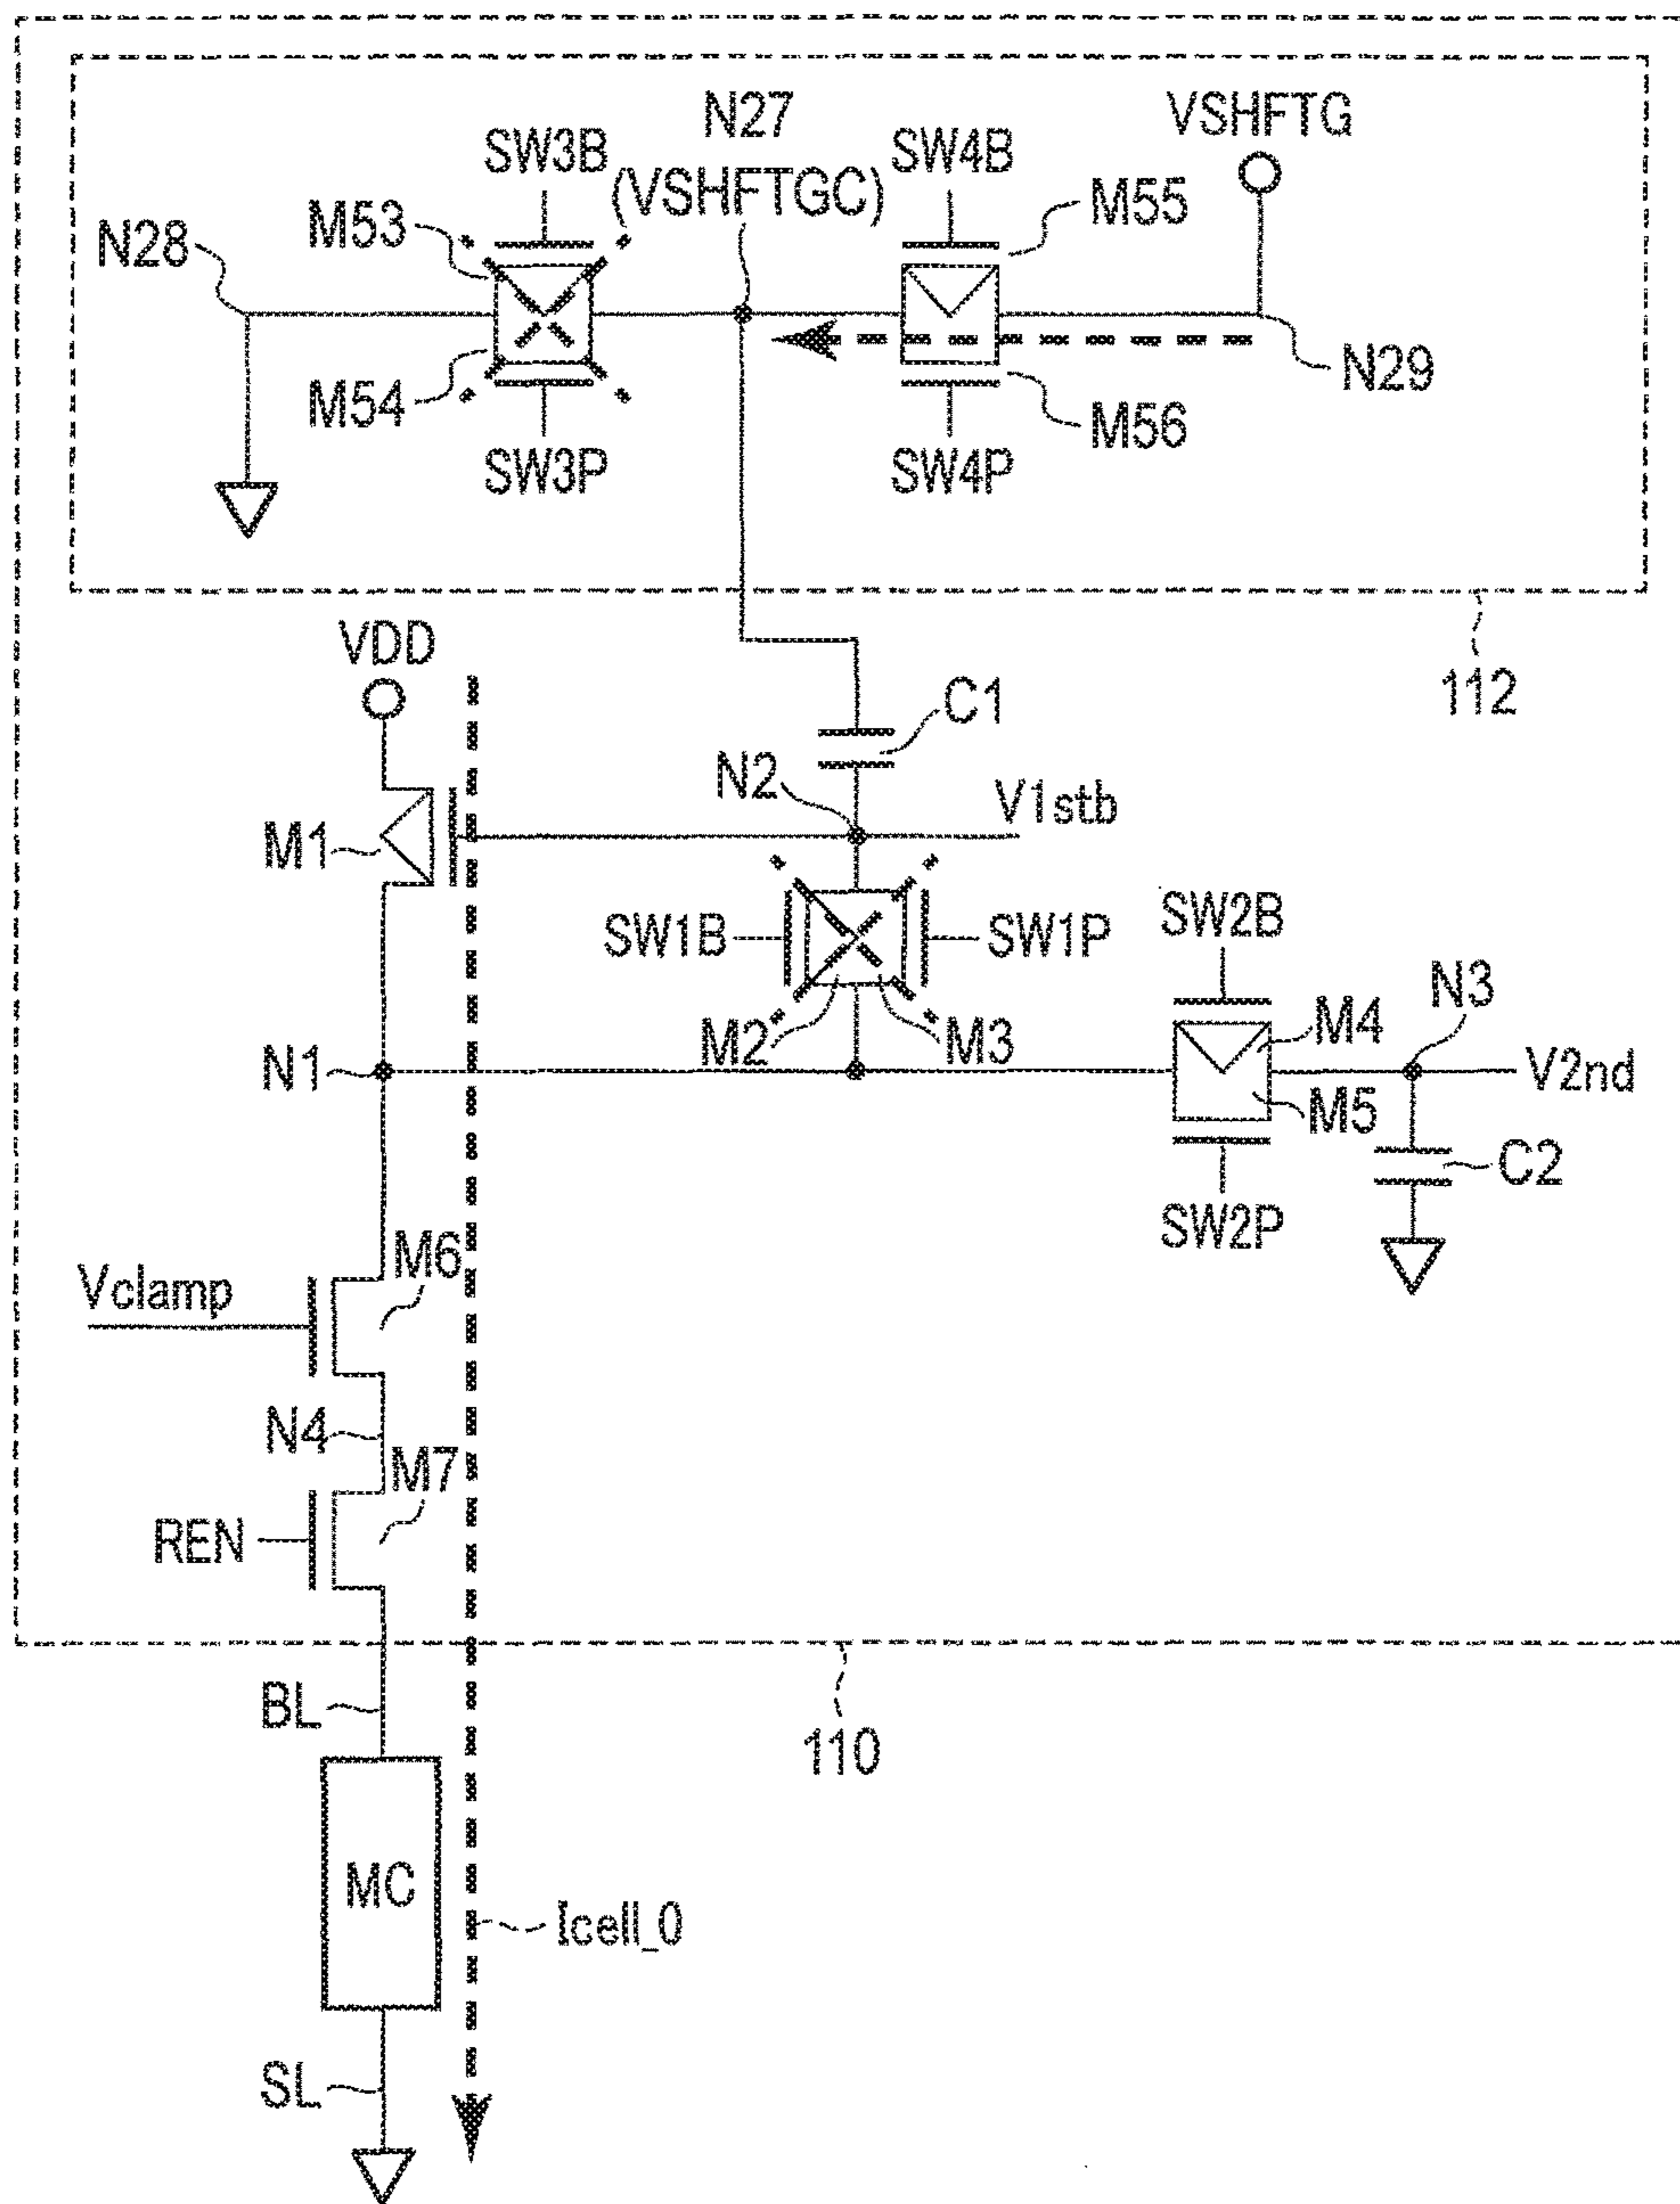 N27
VSHFTG
SW3B
(VSHFTGC)
SW4B
M53
M55
N28
M54
N29
M56
SW3P
SW4P
VDD
112
C1
N2
V1stb
M1
SW2B
SW1B
SW1P
N3
M2
M3
M4
N1
V2nd
M5
C2
SW2P
M6
Vclamp
N4
M7
REN
BL
110
MC
Icell_0
SL